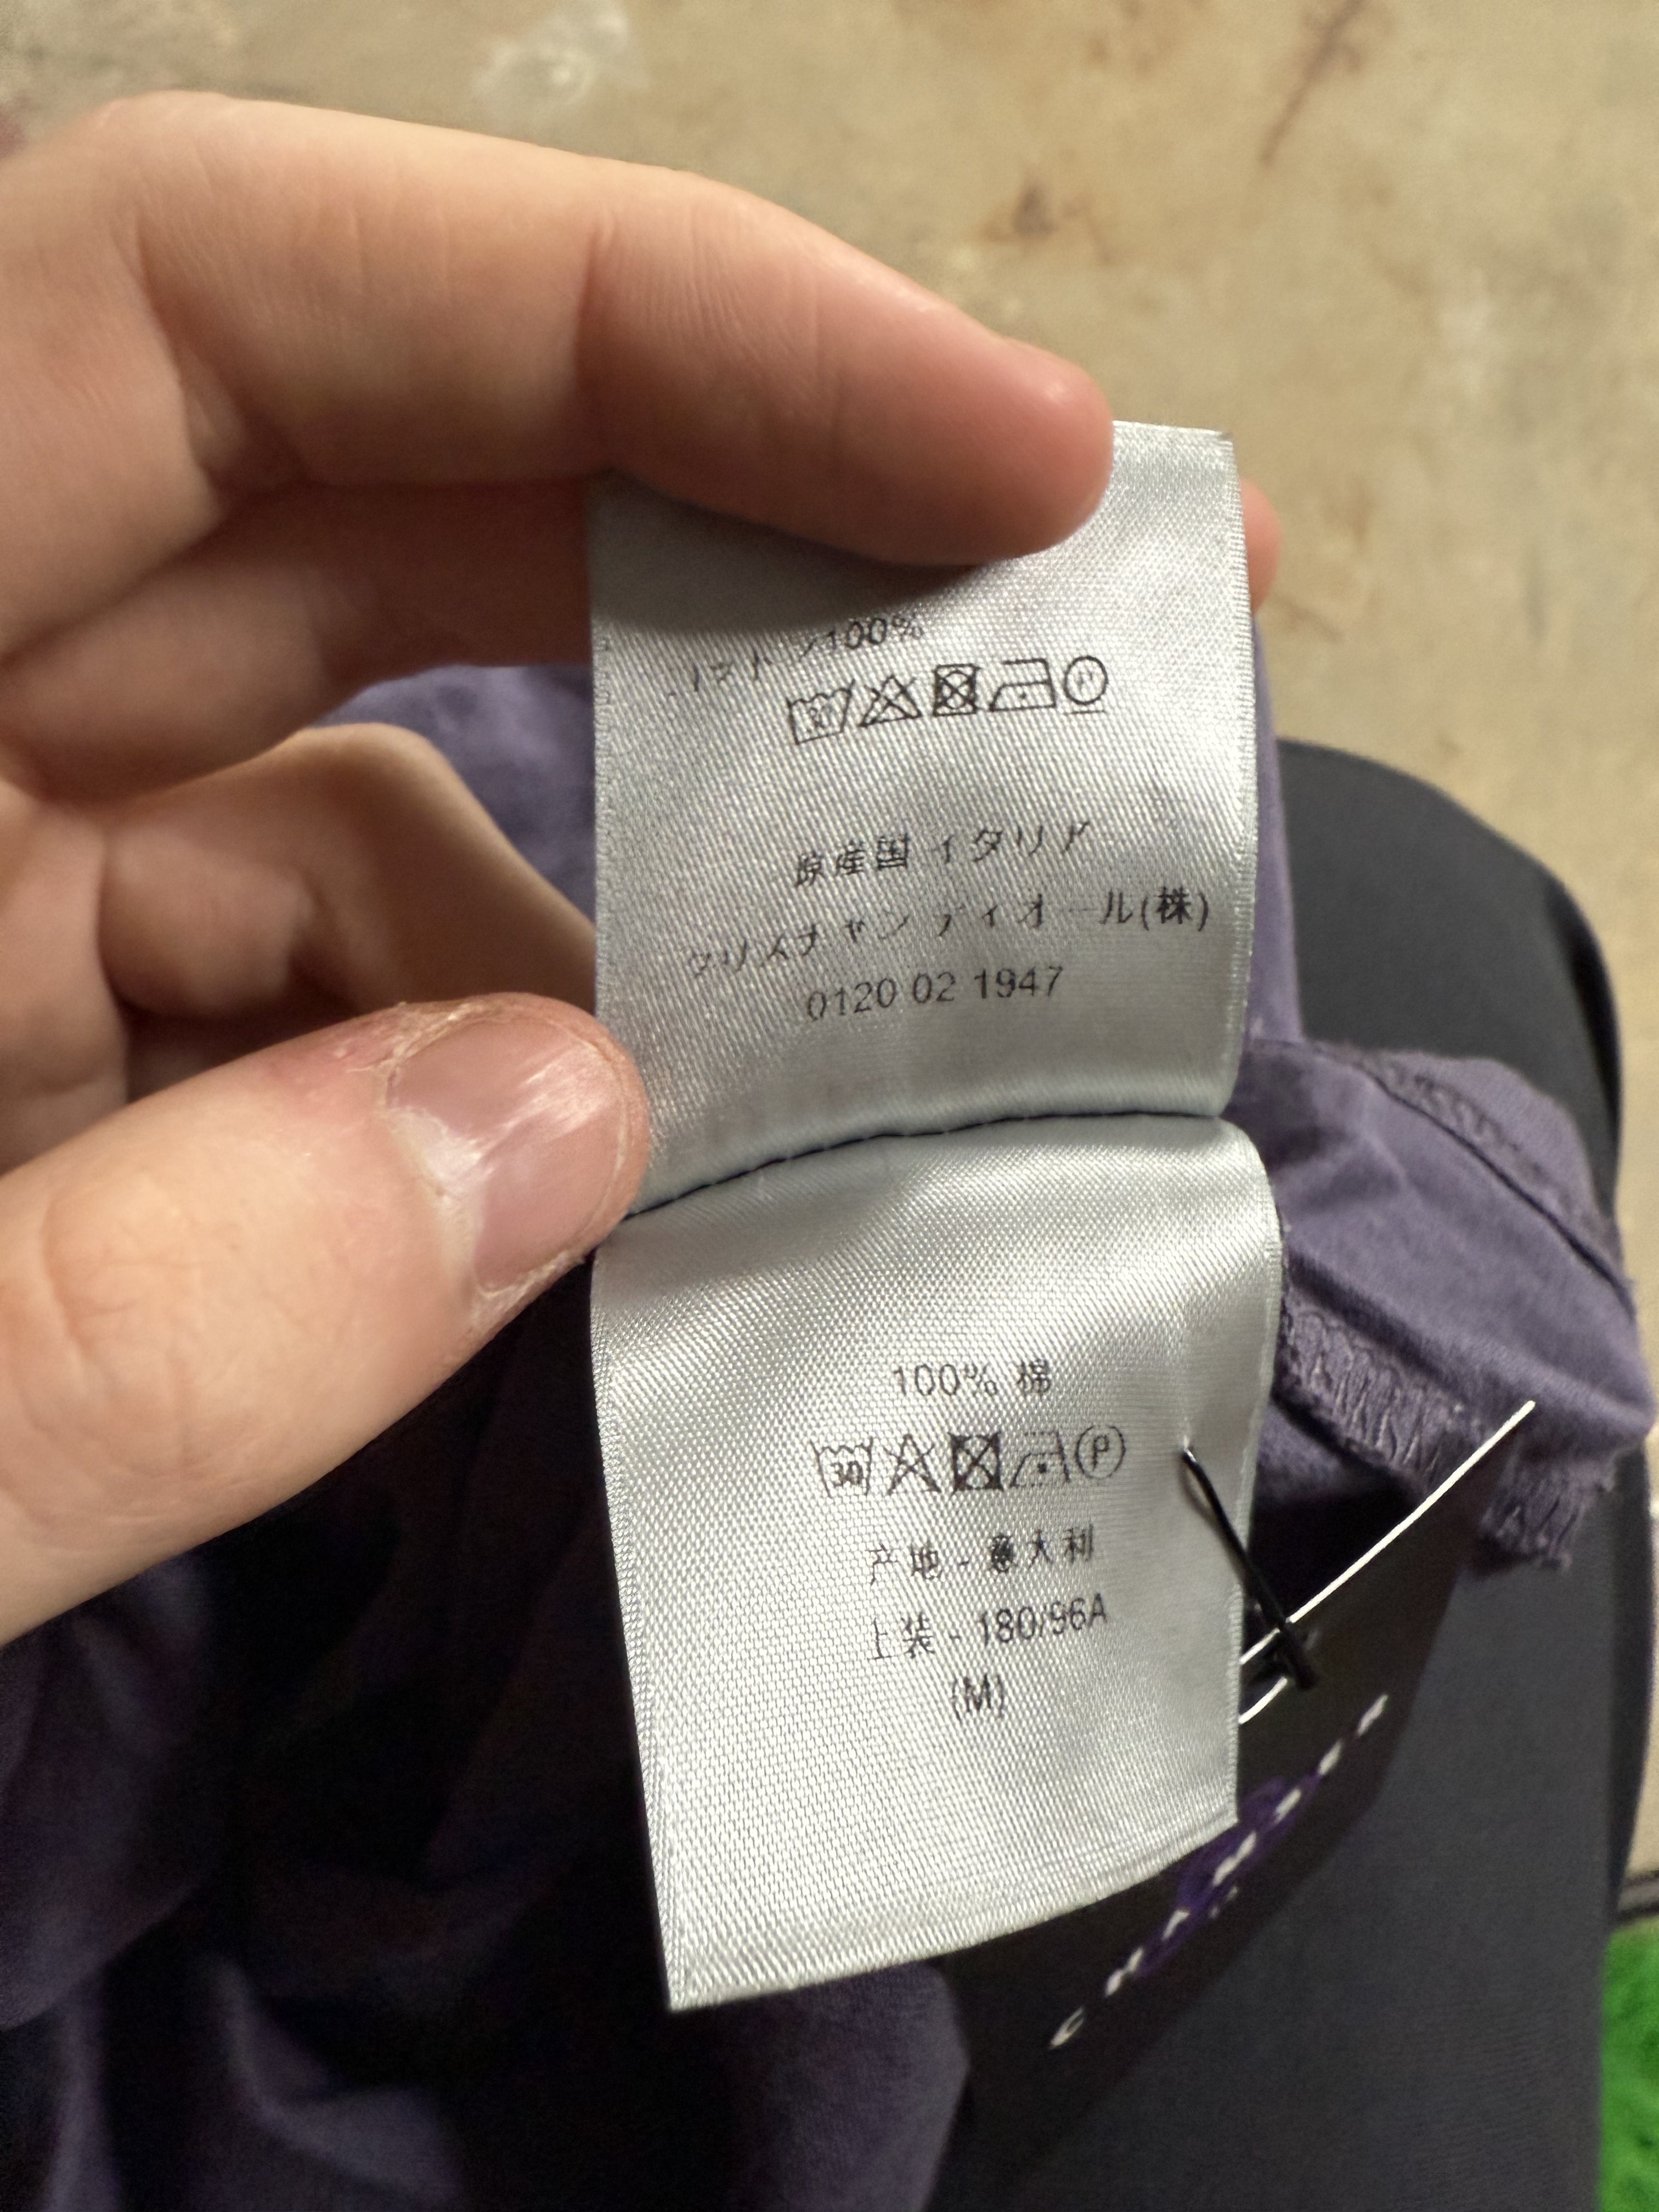 コットン100%
30
P
原産国 イタリア
クリスチャン ディオール(株)
0120 02 1947
100% 棉
30
P
产地 - 意大利
上装 - 180/96A
(M)